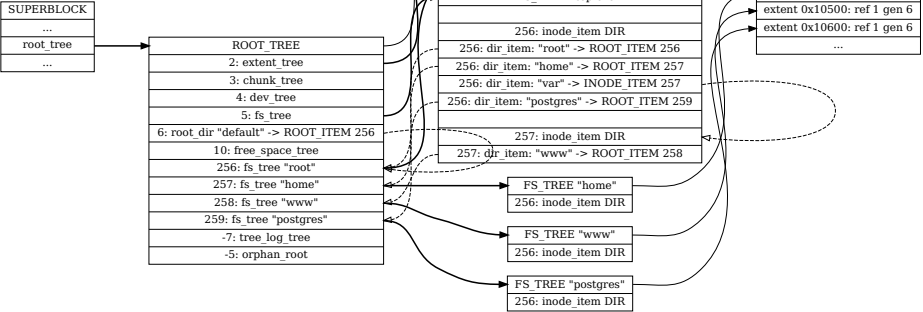 SUPERBLOCK
...
root_tree
...
ROOT_TREE
2: extent_tree
3: chunk_tree
4: dev_tree
5: fs_tree
6: root_dir "default" -> ROOT_ITEM 256
10: free_space_tree
256: fs_tree "root"
257: fs_tree "home"
258: fs_tree "www"
259: fs_tree "postgres"
-7: tree_log_tree
-5: orphan_root
256: inode_item DIR
256: dir_item: "root" -> ROOT_ITEM 256
256: dir_item: "home" -> ROOT_ITEM 257
256: dir_item: "var" -> INODE_ITEM 257
256: dir_item: "postgres" -> ROOT_ITEM 259
257: inode_item DIR
257: dir_item: "www" -> ROOT_ITEM 258
FS_TREE "home"
256: inode_item DIR
FS_TREE "www"
256: inode_item DIR
FS_TREE "postgres"
256: inode_item DIR
extent 0x10500: ref 1 gen 6
extent 0x10600: ref 1 gen 6
...